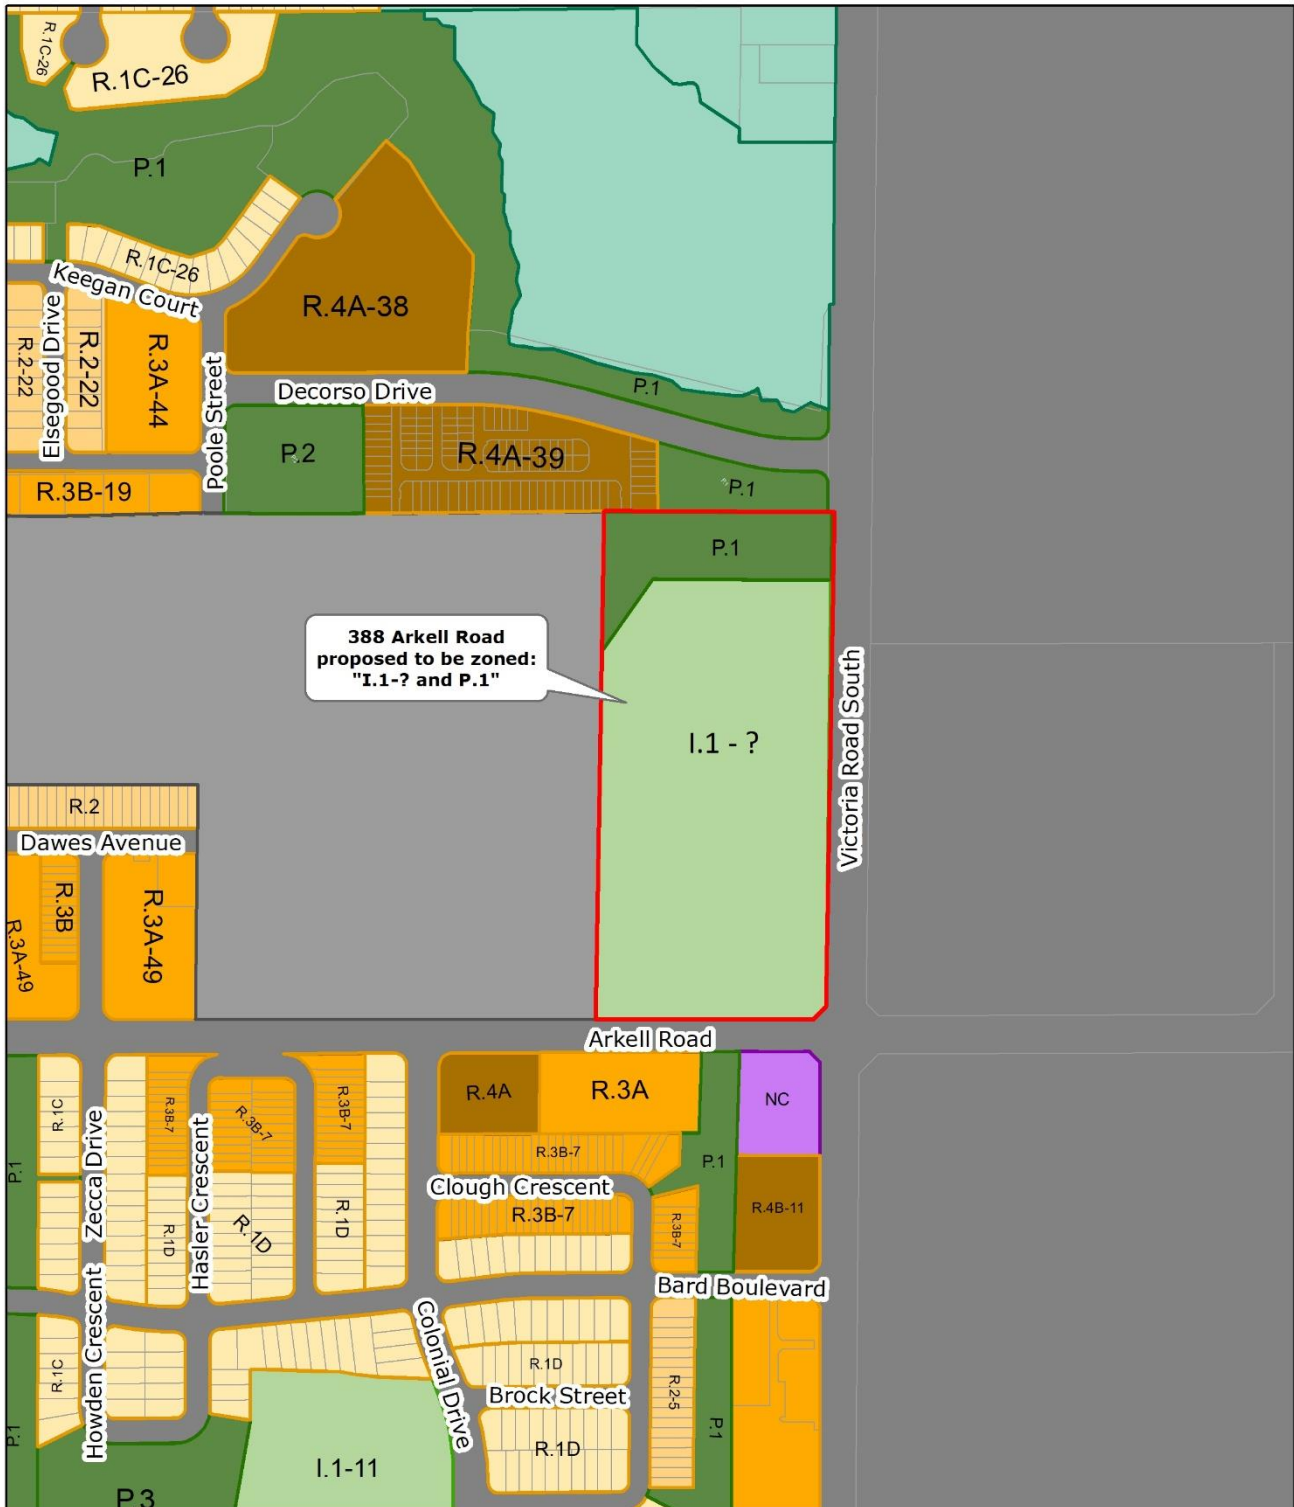 R.1C-26
R.1C-26
P.1
R.1C-26
Keegan Court
R.4A-38
Elsegood Drive
R.2-22
R.2-22
R.3A-44
Poole Street
Decorso Drive
P.1
P.2
R.4A-39
P.1
R.3B-19
P.1
388 Arkell Road
proposed to be zoned:
"I.1-? and P.1"
I.1 - ?
Victoria Road South
R.2
Dawes Avenue
R.3B
R.3A-49
R.3A-49
Arkell Road
R.1C
Zecca Drive
R.3B-7
Hasler Crescent
R.3B-7
R.3B-7
R.4A
R.3A
NC
P.1
R.3B-7
P.1
Clough Crescent
R.3B-7
R.3B-7
R.4B-11
R.1D
R.1D
R.1D
Bard Boulevard
Howden Crescent
R.1C
Colonial Drive
R.1D
Brock Street
R.2-5
P.1
P.1
R.1D
I.1-11
P.3